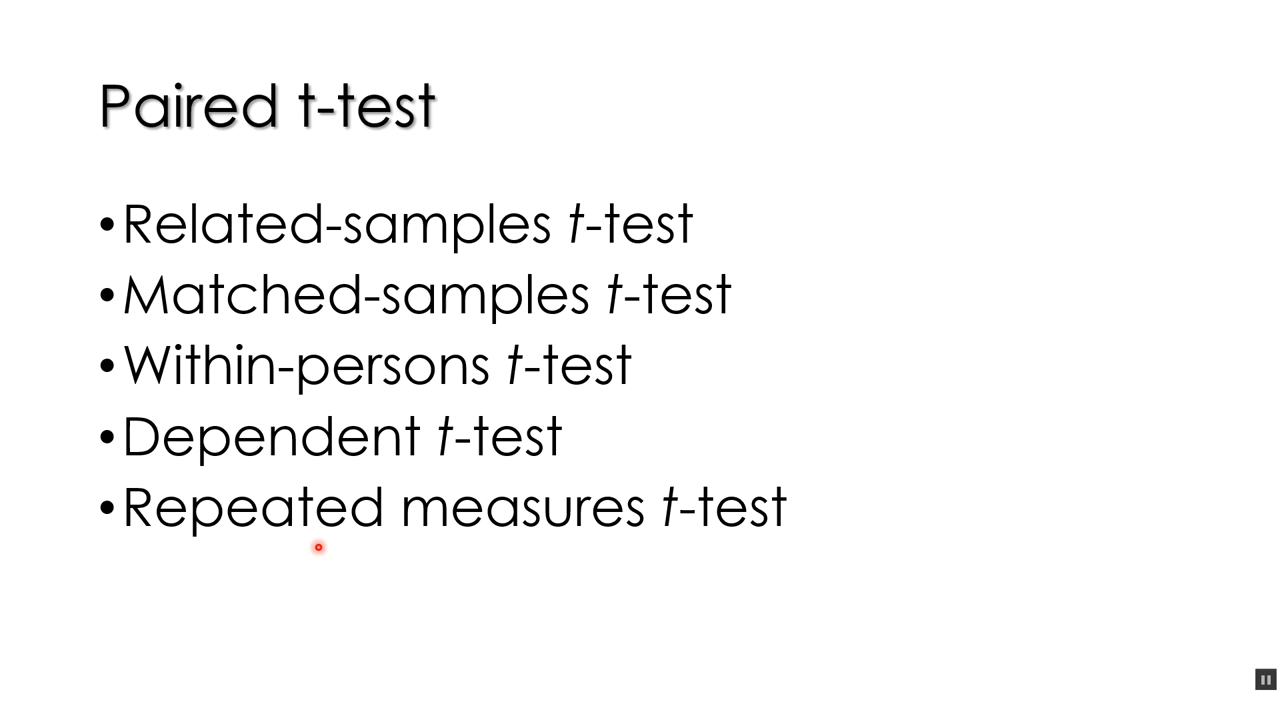 Paired t-test
• Related-samples t-test
• Matched-samples t-test
• Within-persons t-test
• Dependent t-test
• Repeated measures t-test